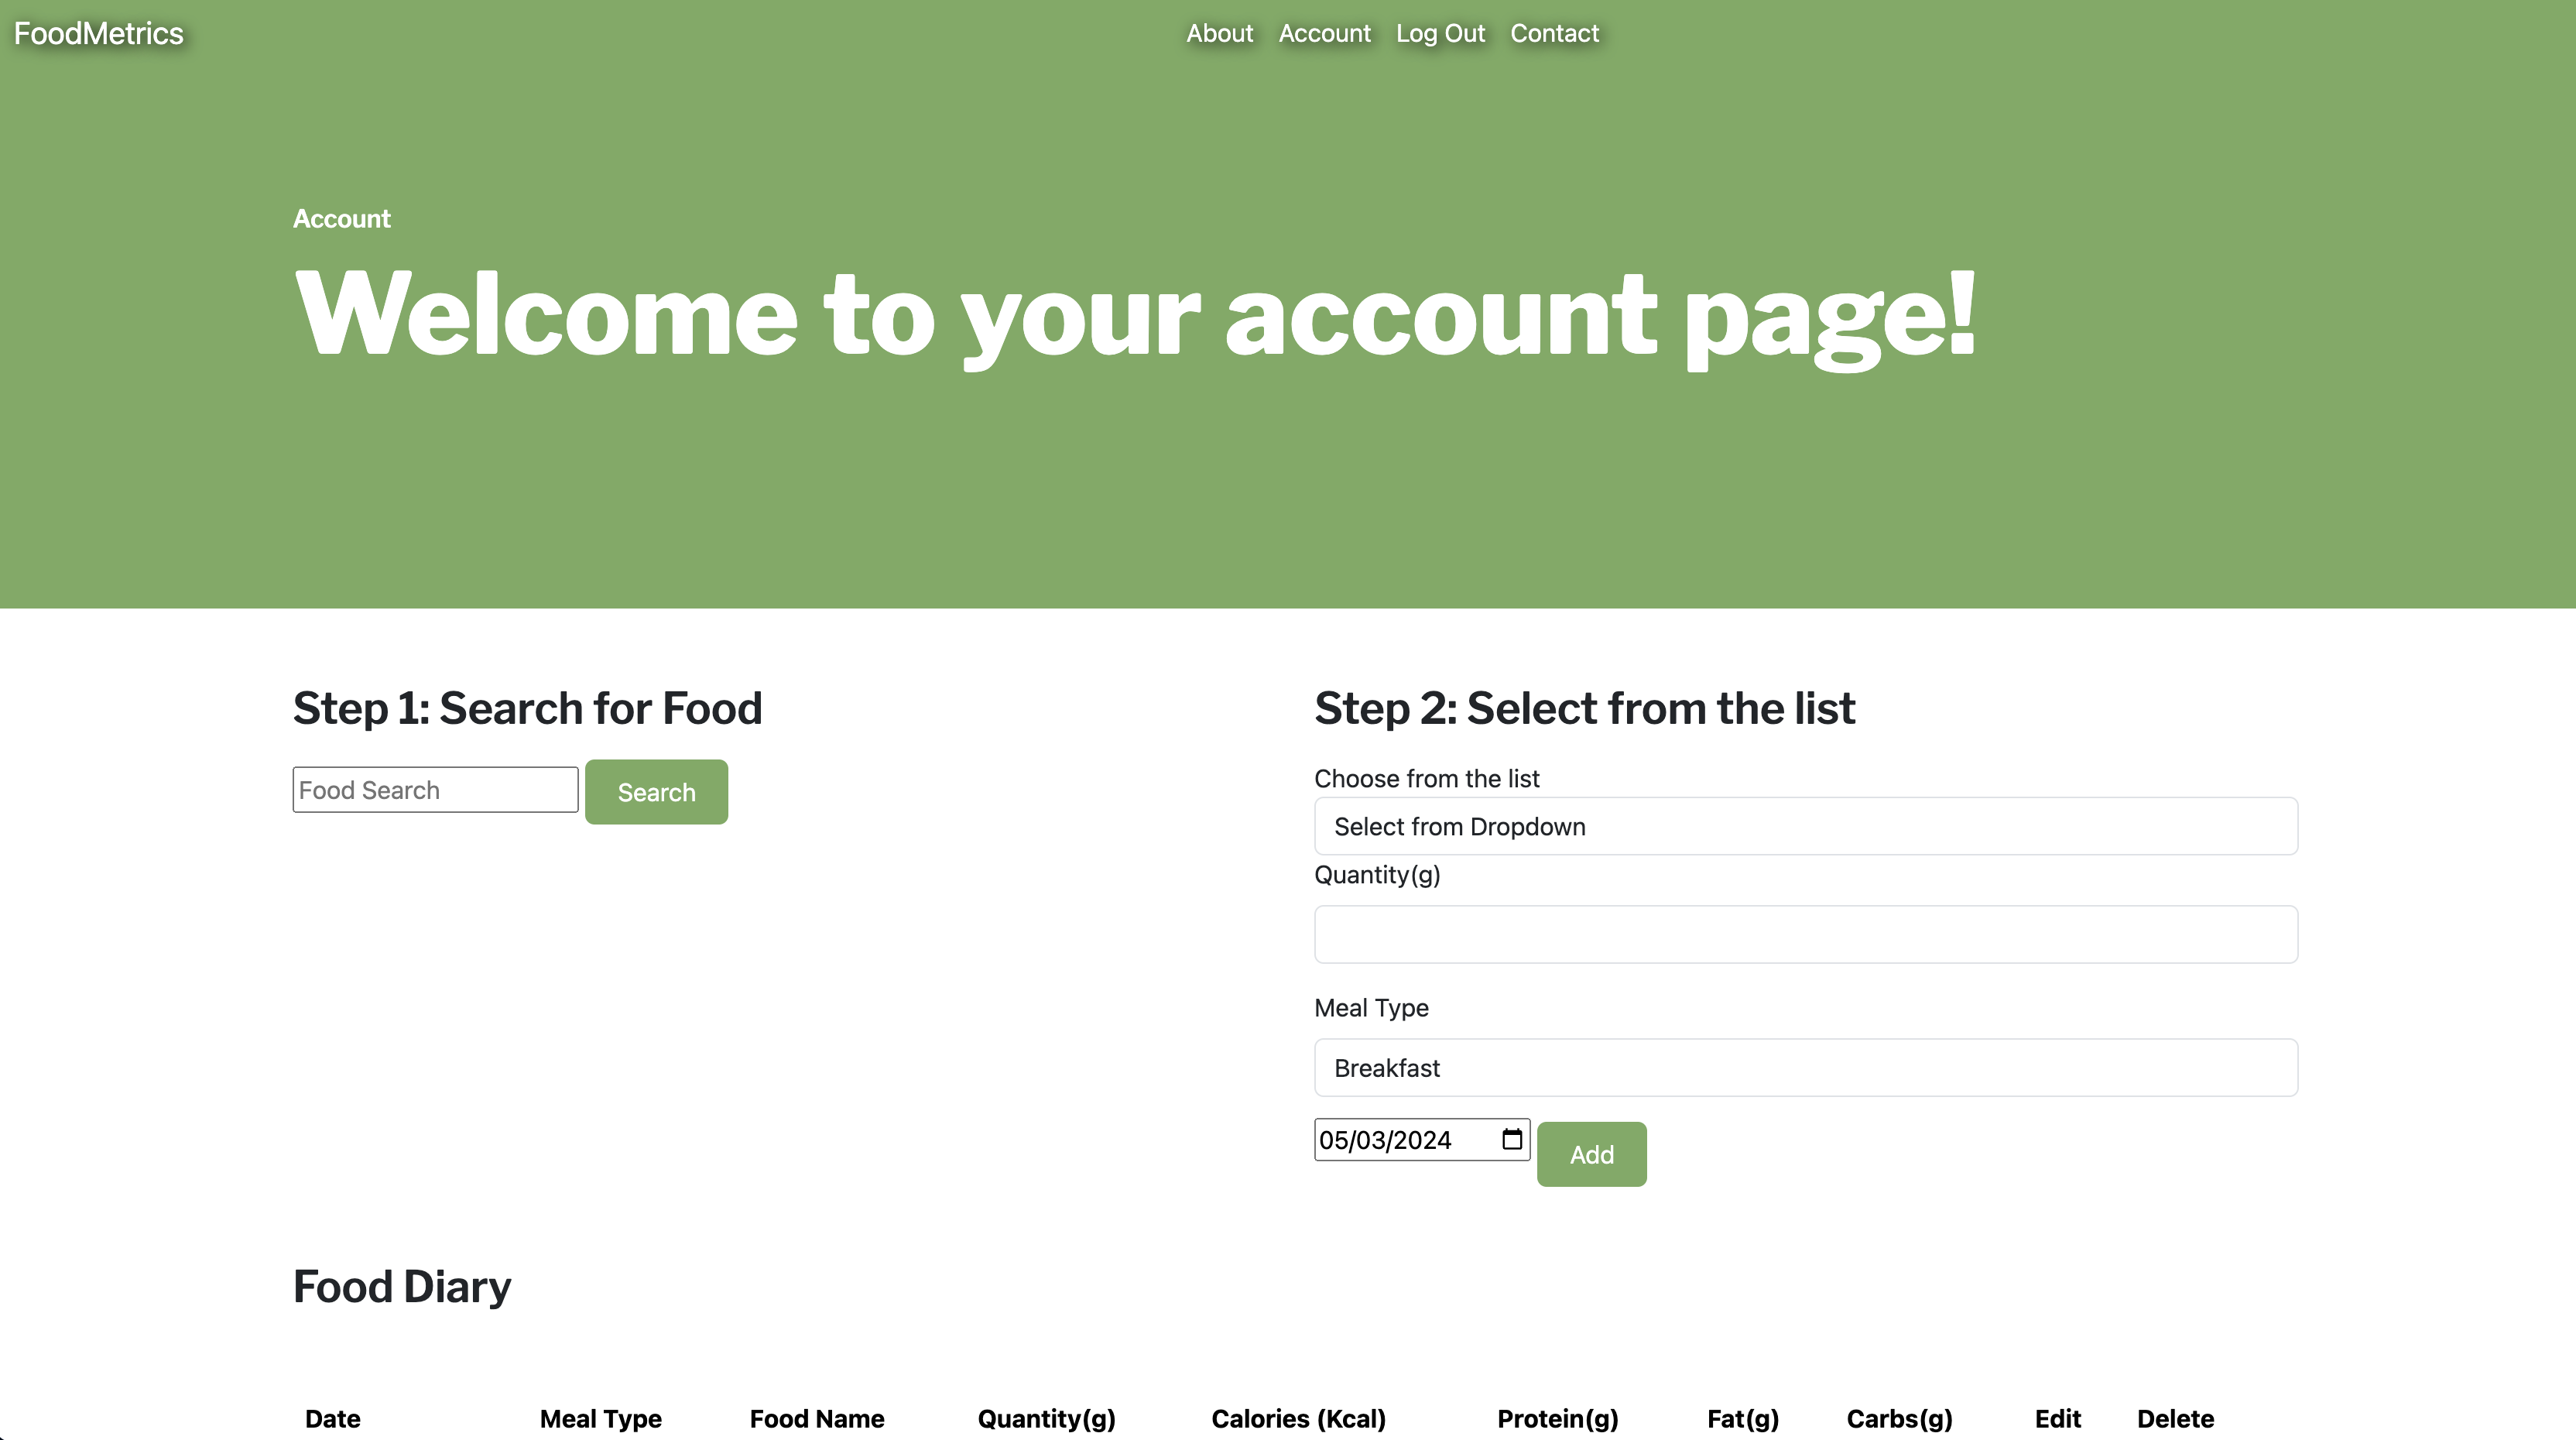 FoodMetrics
About Account Log Out Contact
Account
Welcome to your account page!
Step 1: Search for Food
Food Search
Search
Step 2: Select from the list
Choose from the list
Select from Dropdown
Quantity(g)
Meal Type
Breakfast
05/03/2024
Add
Food Diary
Date Meal Type Food Name Quantity(g) Calories (Kcal) Protein(g) Fat(g) Carbs(g) Edit Delete